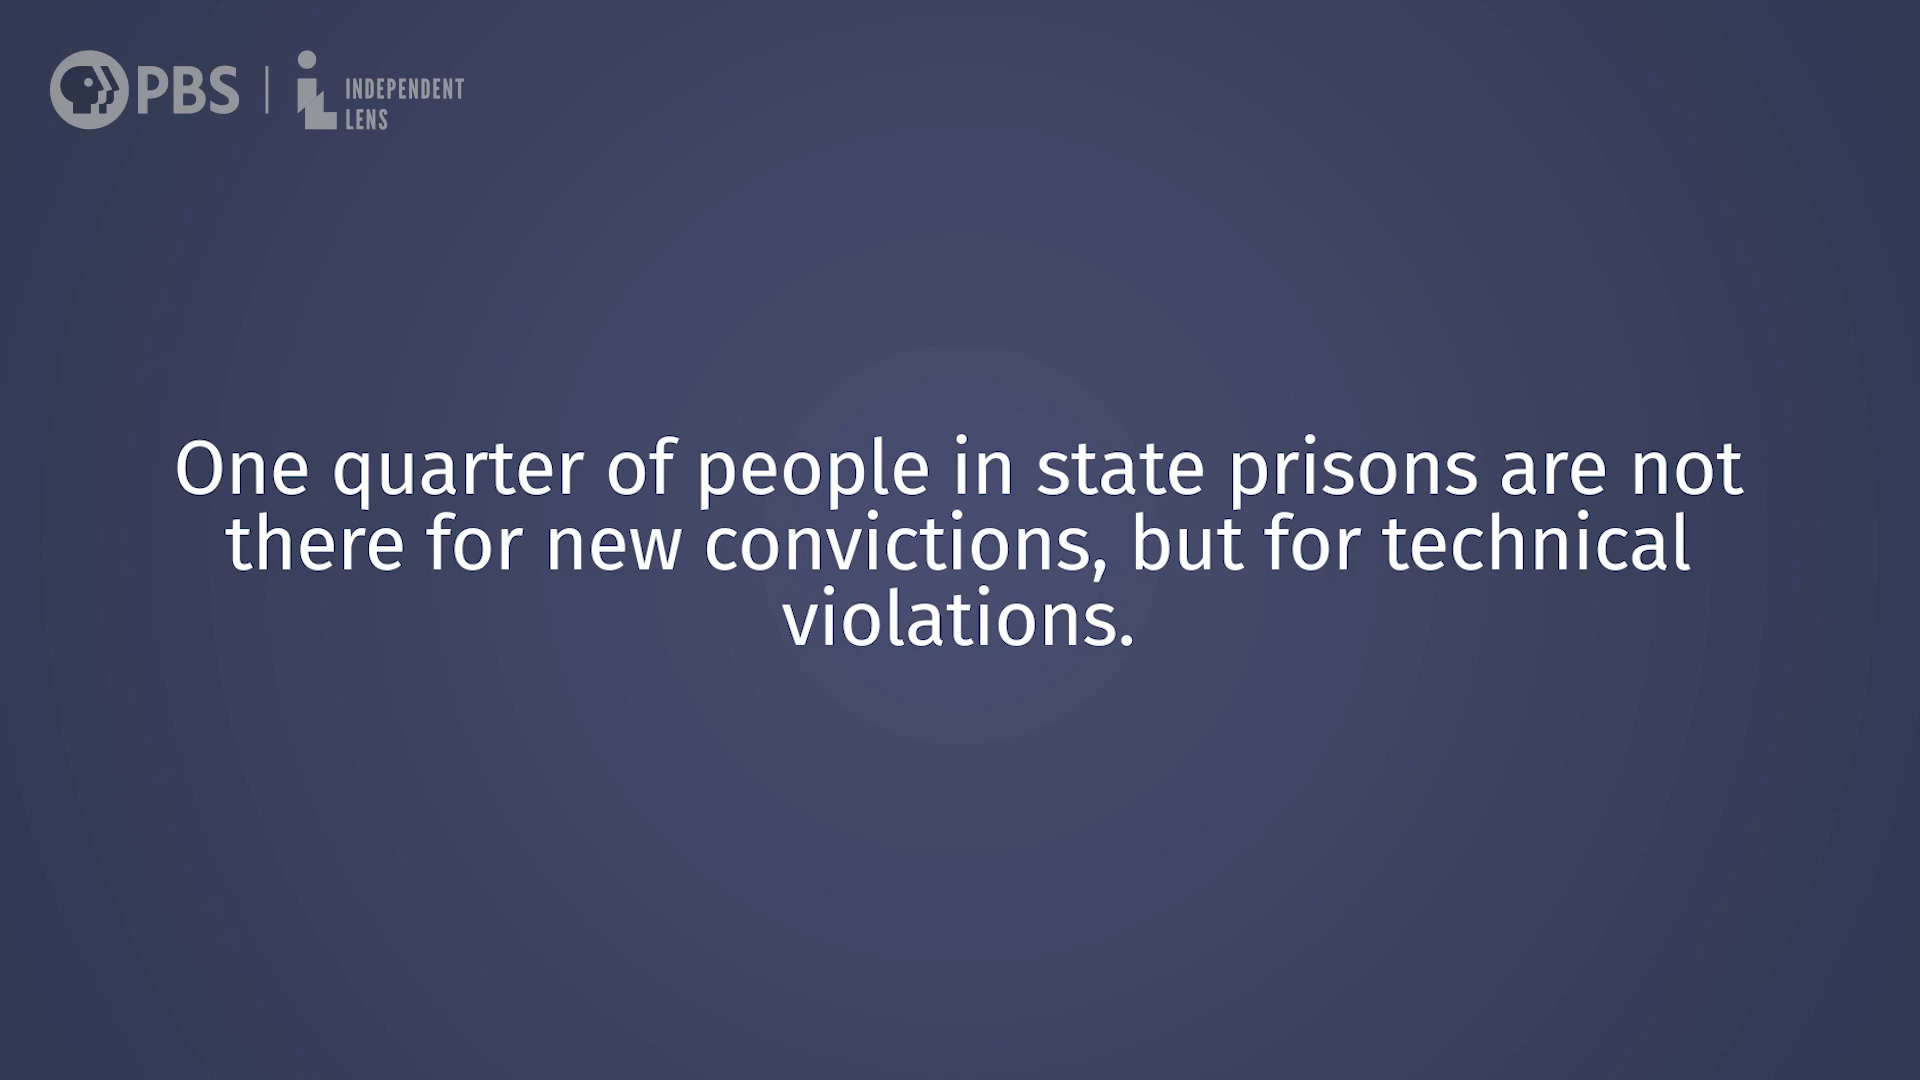 PBS
INDEPENDENT
LENS
One quarter of people in state prisons are not
there for new convictions, but for technical
violations.